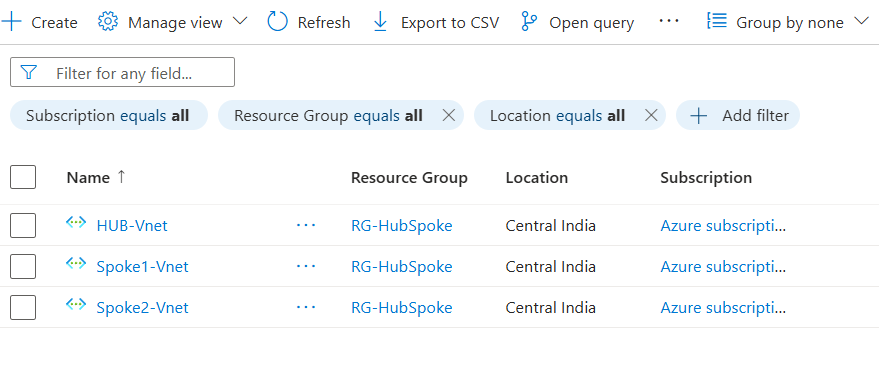 Create Manage view Refresh Export to CSV Open query ··· Group by none
Filter for any field...
Subscription equals all Resource Group equals all Location equals all Add filter
Name ↑ Resource Group Location Subscription
HUB-Vnet ··· RG-HubSpoke Central India Azure subscripti...
Spoke1-Vnet ··· RG-HubSpoke Central India Azure subscripti...
Spoke2-Vnet ··· RG-HubSpoke Central India Azure subscripti...